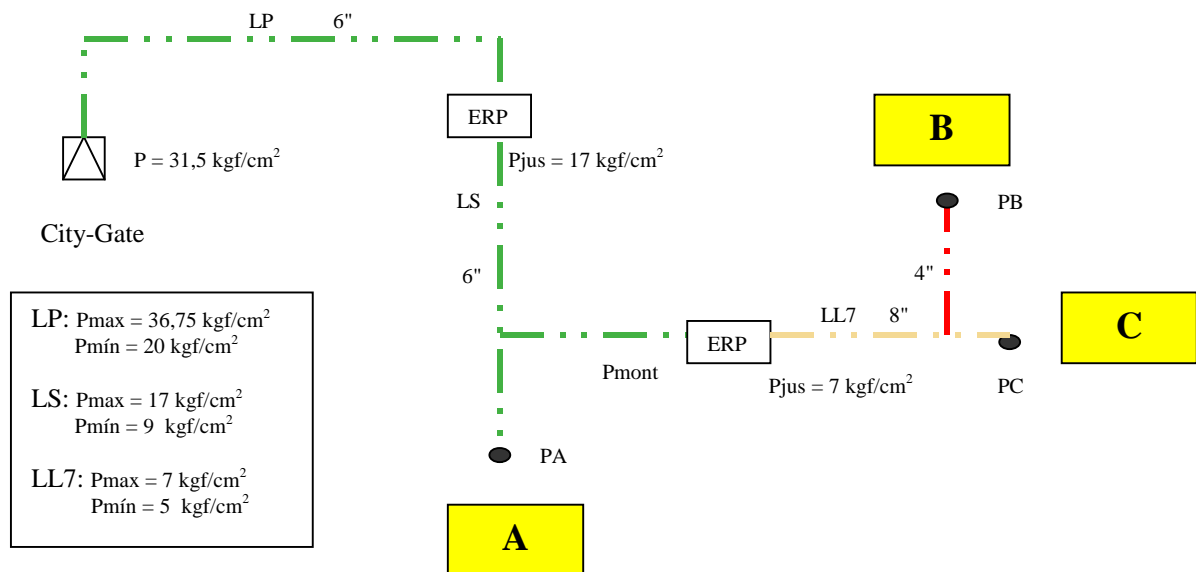 LP 6"
ERP
P = 31,5 kgf/cm²
Pjus = 17 kgf/cm²
B
LS
PB
City-Gate
6"
4"
LP: Pmax = 36,75 kgf/cm²
Pmín = 20 kgf/cm²
LS: Pmax = 17 kgf/cm²
Pmín = 9 kgf/cm²
LL7: Pmax = 7 kgf/cm²
Pmín = 5 kgf/cm²
LL7 8"
C
ERP
Pmont
Pjus = 7 kgf/cm²
PC
PA
A